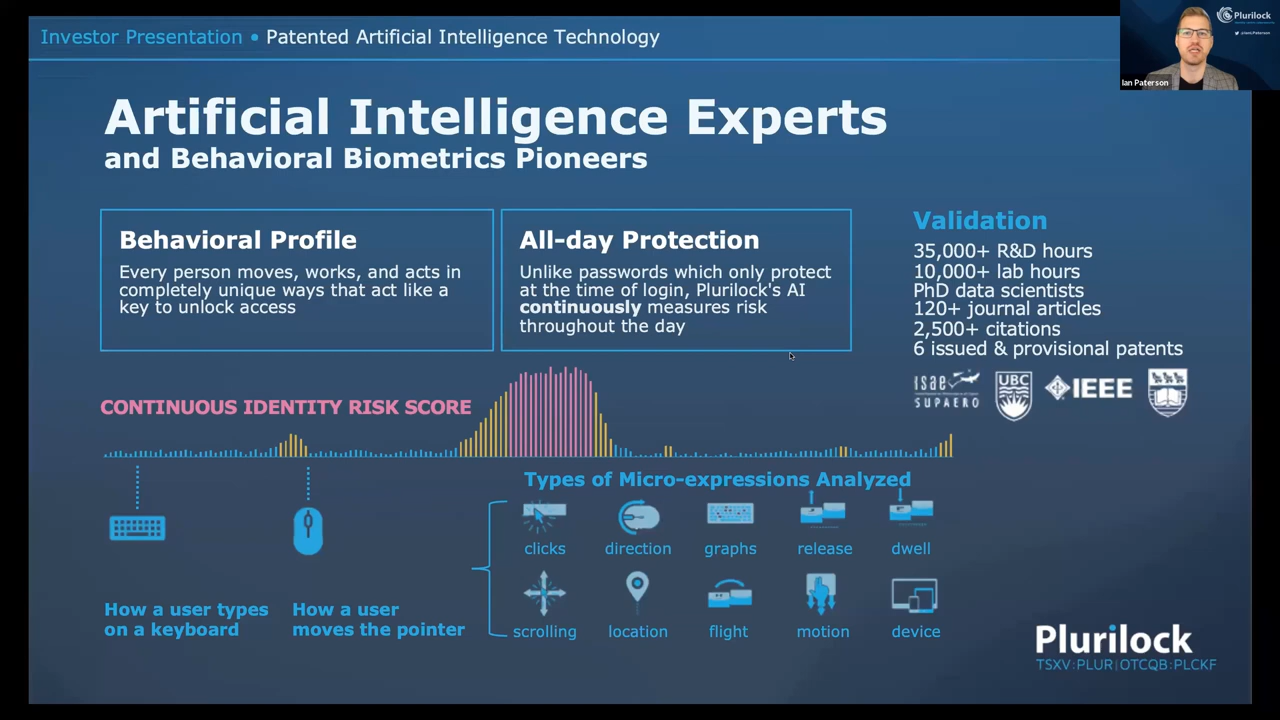 Investor Presentation • Patented Artificial Intelligence Technology
Plurilock
Ian Paterson
Artificial Intelligence Experts
and Behavioral Biometrics Pioneers
Behavioral Profile
Every person moves, works, and acts in
completely unique ways that act like a
key to unlock access
All-day Protection
Unlike passwords which only protect
at the time of login, Plurilock's AI
continuously measures risk
throughout the day
Validation
35,000+ R&D hours
10,000+ lab hours
PhD data scientists
120+ journal articles
2,500+ citations
6 issued & provisional patents
isae
SUPAERO
UBC
IEEE
CONTINUOUS IDENTITY RISK SCORE
Types of Micro-expressions Analyzed
clicks
direction
graphs
release
dwell
scrolling
location
flight
motion
device
How a user types
on a keyboard
How a user
moves the pointer
Plurilock
TSXV:PLUR|OTCQB:PLCKF